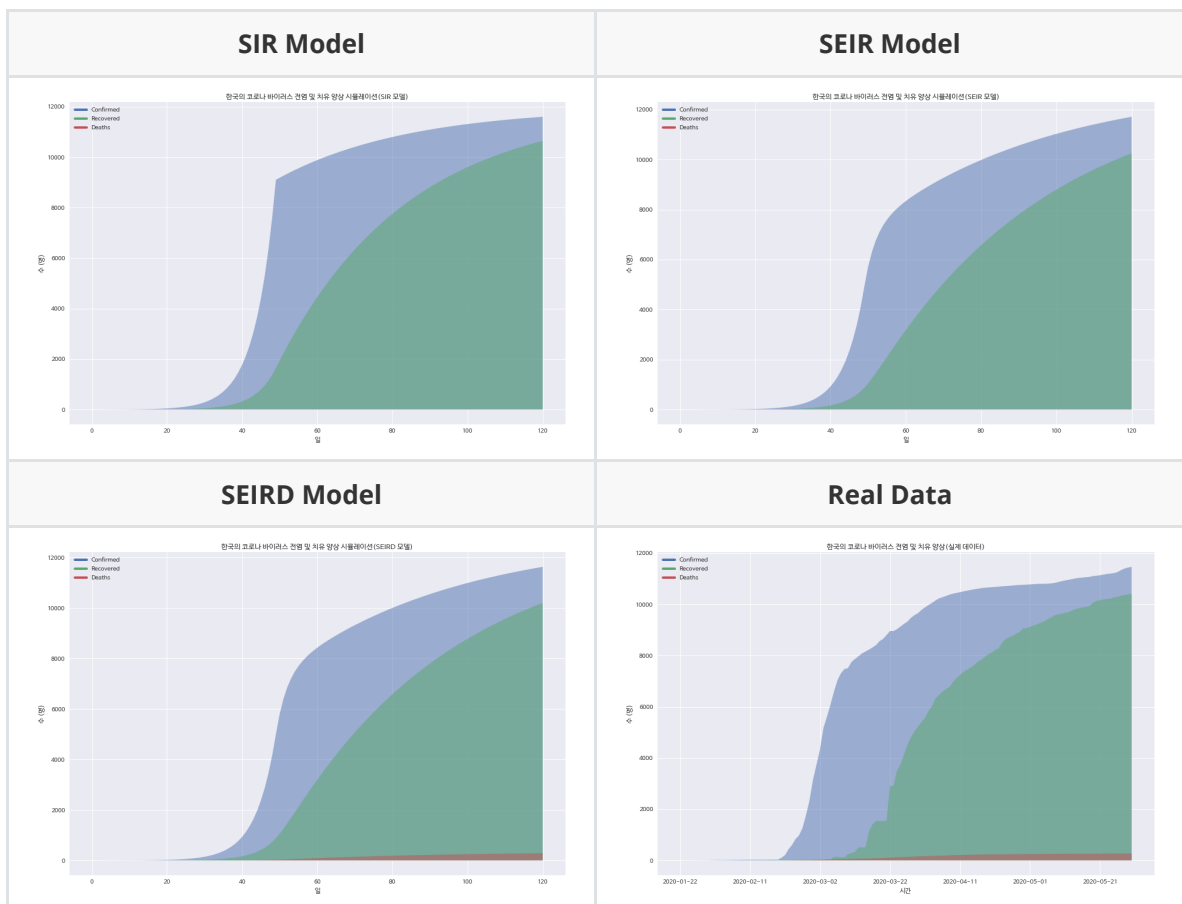 SIR Model
SEIR Model
한국의 코로나 바이러스 전염 및 치유 양상 시뮬레이션(SIR 모델)
Confirmed
Recovered
Deaths
12000
10000
8000
6000
4000
2000
0
수 (명)
0 20 40 60 80 100 120
일
한국의 코로나 바이러스 전염 및 치유 양상 시뮬레이션(SEIR 모델)
Confirmed
Recovered
Deaths
12000
10000
8000
6000
4000
2000
0
수 (명)
0 20 40 60 80 100 120
일
SEIRD Model
Real Data
한국의 코로나 바이러스 전염 및 치유 양상 시뮬레이션(SEIRD 모델)
Confirmed
Recovered
Deaths
12000
10000
8000
6000
4000
2000
0
수 (명)
0 20 40 60 80 100 120
일
한국의 코로나 바이러스 전염 및 치유 양상(실제 데이터)
Confirmed
Recovered
Deaths
12000
10000
8000
6000
4000
2000
0
수 (명)
2020-01-22 2020-02-11 2020-03-02 2020-03-22 2020-04-11 2020-05-01 2020-05-21
시간